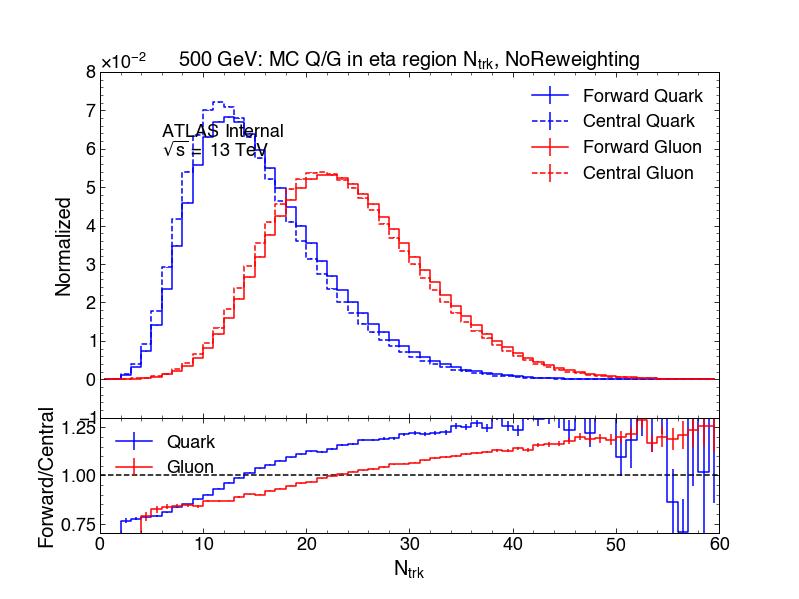 ×10⁻²
500 GeV: MC Q/G in eta region N_trk, NoReweighting
8
7
6
5
4
3
2
1
0
−1
Normalized
ATLAS Internal
√s = 13 TeV
Forward Quark
Central Quark
Forward Gluon
Central Gluon
1.25
1.00
0.75
Forward/Central
Quark
Gluon
0 10 20 30 40 50 60
N_trk